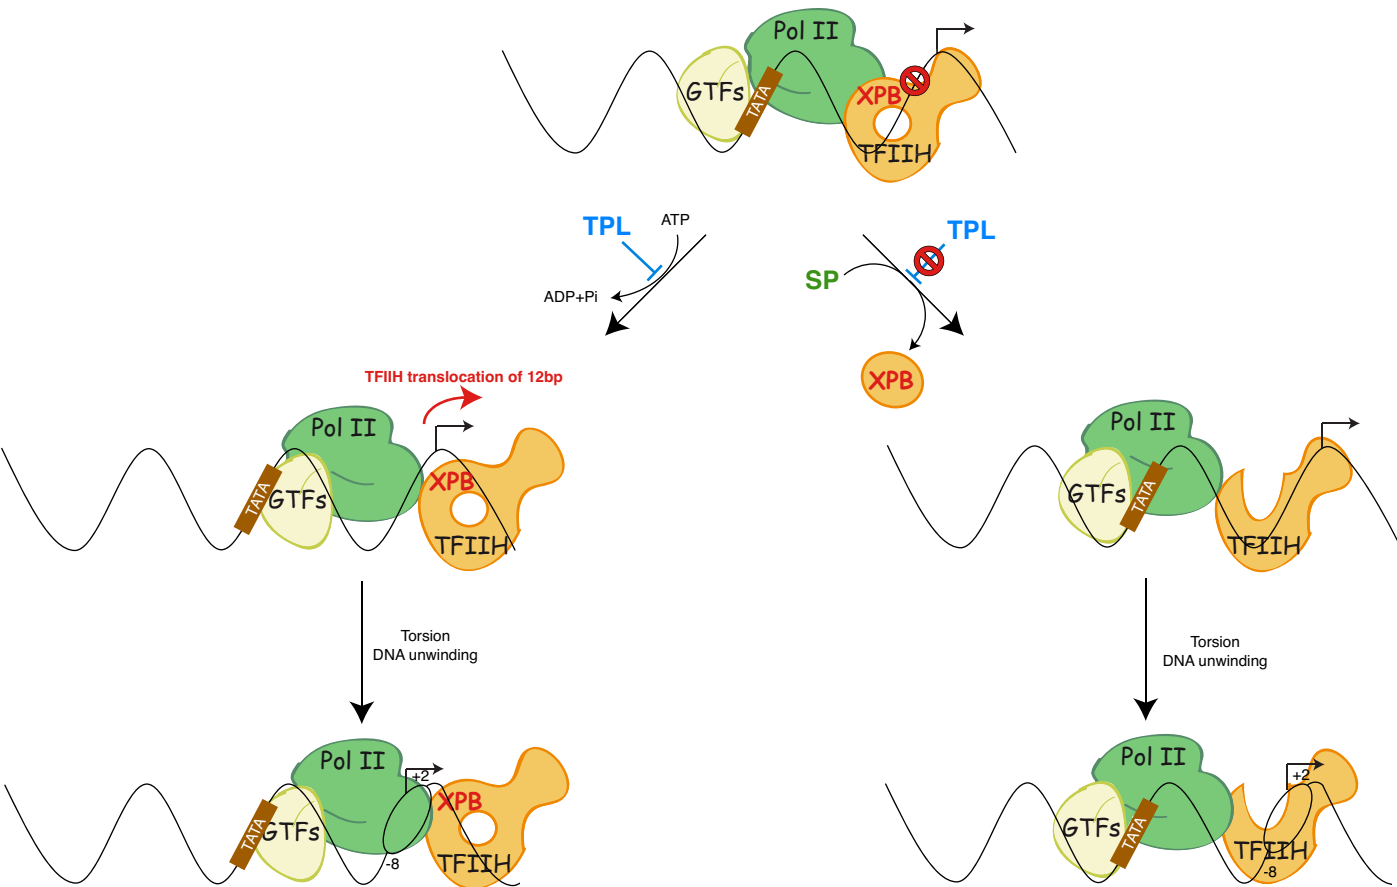 Pol II
GTFs
TATA
XPB
TFIIH
TPL
ATP
ADP+Pi
TPL
SP
XPB
TFIIH translocation of 12bp
Pol II
TATA
GTFs
XPB
TFIIH
Pol II
GTFs
TATA
TFIIH
Torsion
DNA unwinding
Torsion
DNA unwinding
Pol II
+2
XPB
TATA
GTFs
-8
TFIIH
Pol II
+2
GTFs
TATA
TFIIH
-8